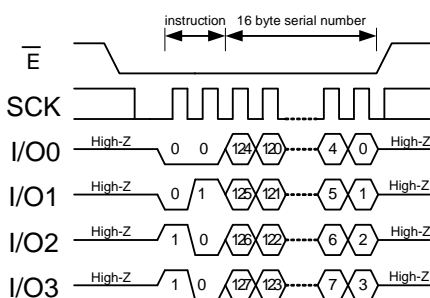 instruction 16 byte serial number
E
SCK
I/O0 High-Z 0 0 124 120 4 0 High-Z
I/O1 High-Z 0 1 125 121 5 1 High-Z
I/O2 High-Z 1 0 126 122 6 2 High-Z
I/O3 High-Z 1 0 127 123 7 3 High-Z